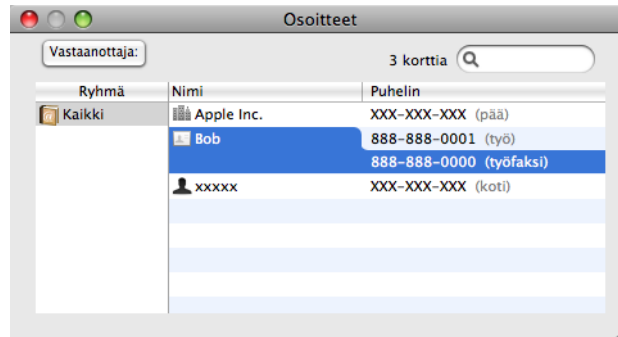 Osoitteet
Vastaanottaja:
3 korttia
Ryhmä Nimi Puhelin
Kaikki Apple Inc. XXX-XXX-XXX (pää)
Bob 888-888-0001 (työ)
888-888-0000 (työfaksi)
xxxxx XXX-XXX-XXX (koti)